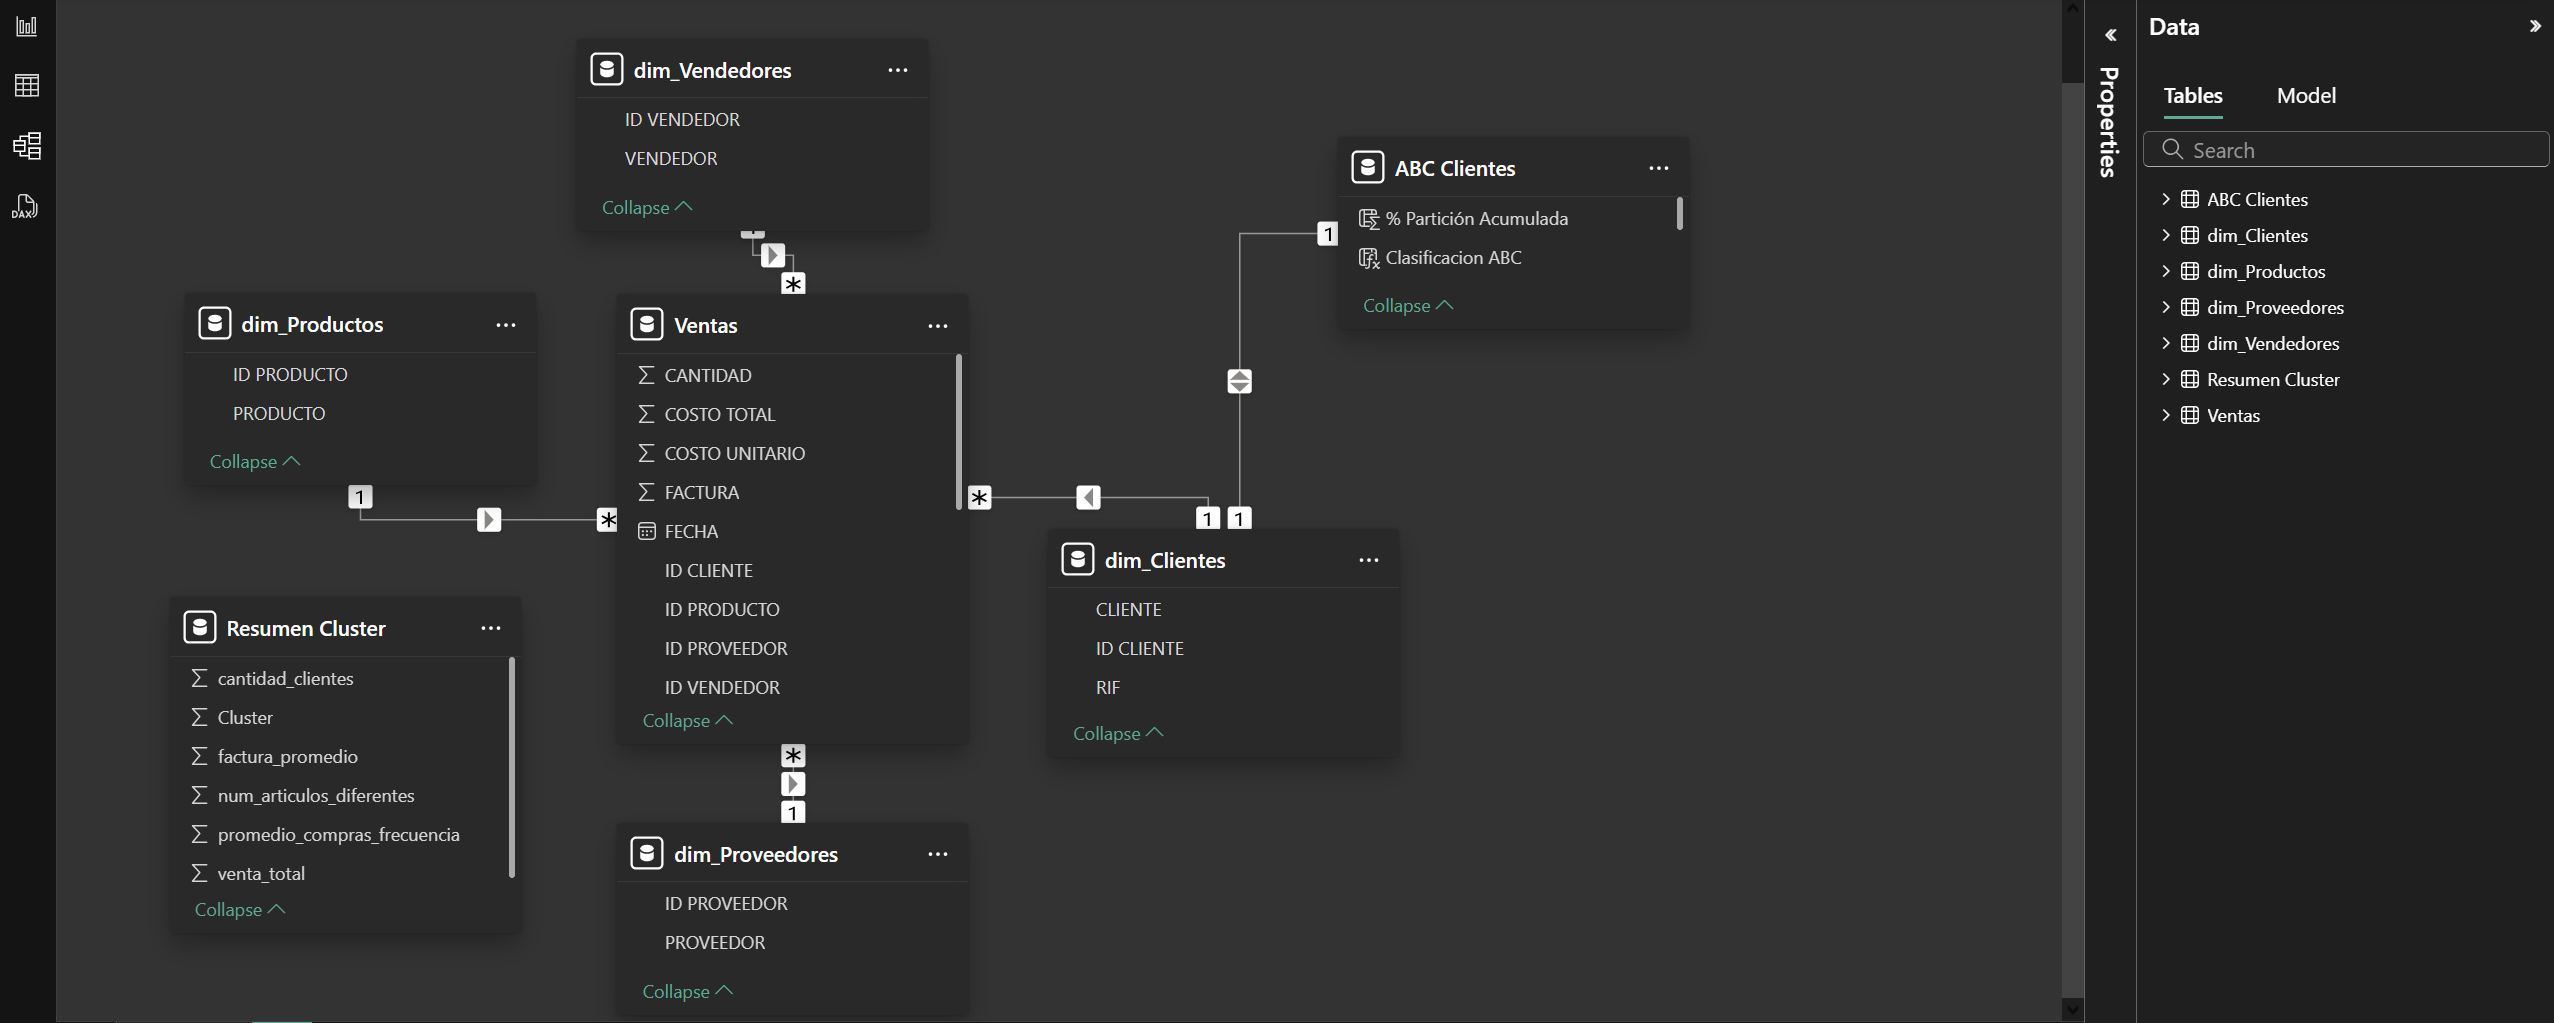 dim_Vendedores
ID VENDEDOR
VENDEDOR
Collapse
ABC Clientes
% Partición Acumulada
Clasificacion ABC
Collapse
1
*
dim_Productos
ID PRODUCTO
PRODUCTO
Collapse
1
*
Ventas
CANTIDAD
COSTO TOTAL
COSTO UNITARIO
FACTURA
FECHA
ID CLIENTE
ID PRODUCTO
ID PROVEEDOR
ID VENDEDOR
Collapse
*
1
1
dim_Clientes
CLIENTE
ID CLIENTE
RIF
Collapse
Resumen Cluster
cantidad_clientes
Cluster
factura_promedio
num_articulos_diferentes
promedio_compras_frecuencia
venta_total
Collapse
*
1
dim_Proveedores
ID PROVEEDOR
PROVEEDOR
Collapse
DAX
Properties
Data
Tables
Model
Search
ABC Clientes
dim_Clientes
dim_Productos
dim_Proveedores
dim_Vendedores
Resumen Cluster
Ventas